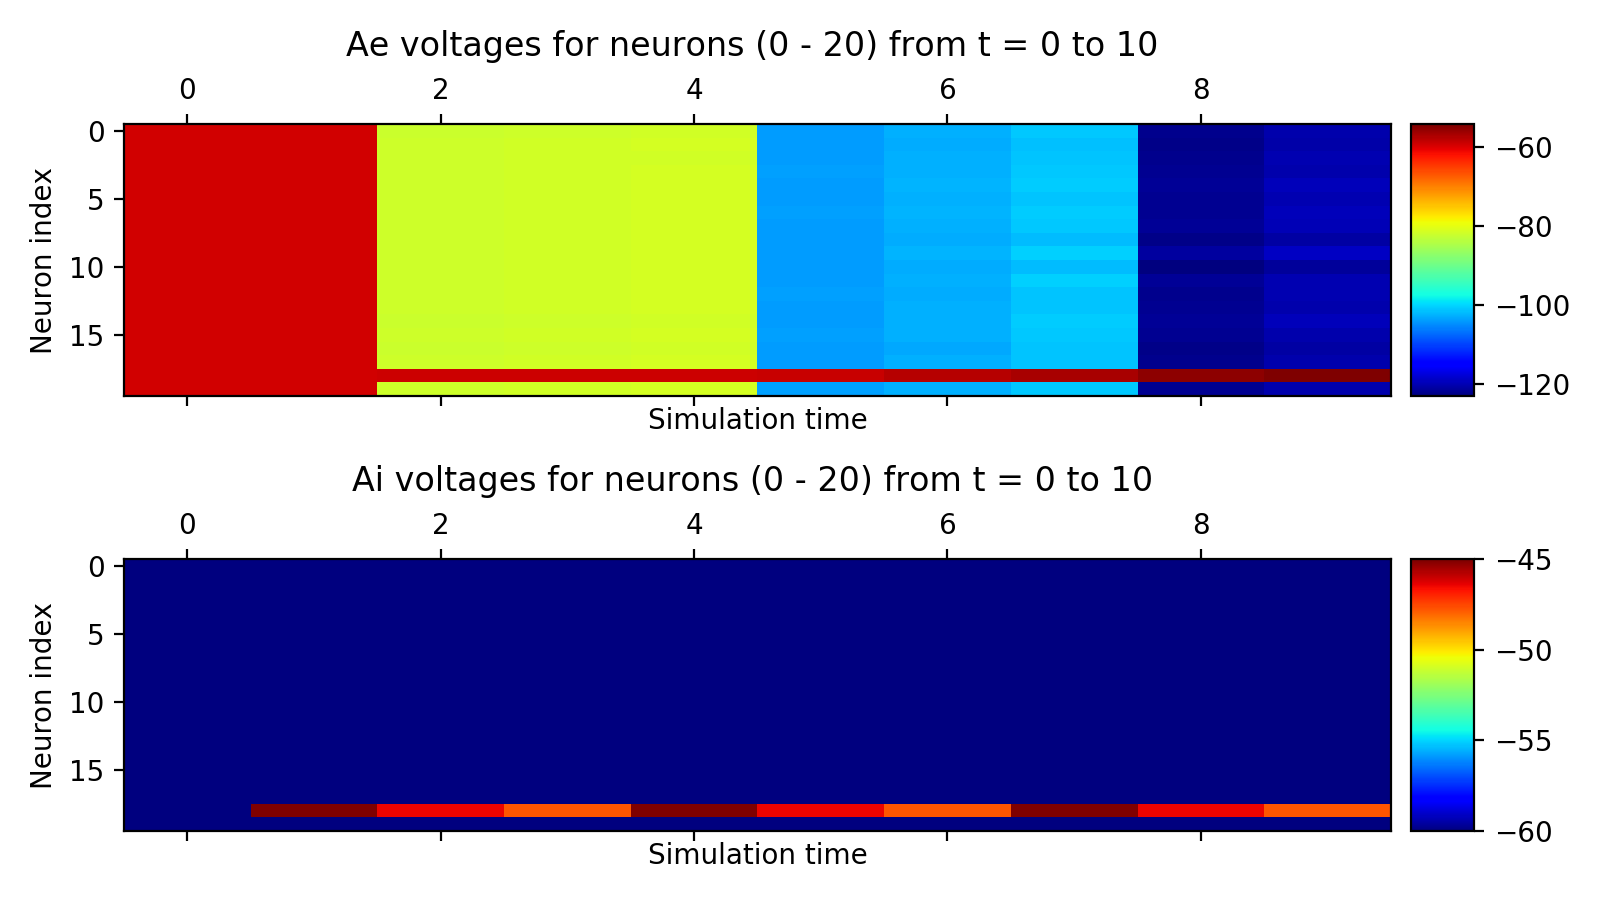 Ae voltages for neurons (0 - 20) from t = 0 to 10
0 2 4 6 8
Neuron index
0
5
10
15
Simulation time
−60
−80
−100
−120
Ai voltages for neurons (0 - 20) from t = 0 to 10
0 2 4 6 8
Neuron index
0
5
10
15
Simulation time
−45
−50
−55
−60